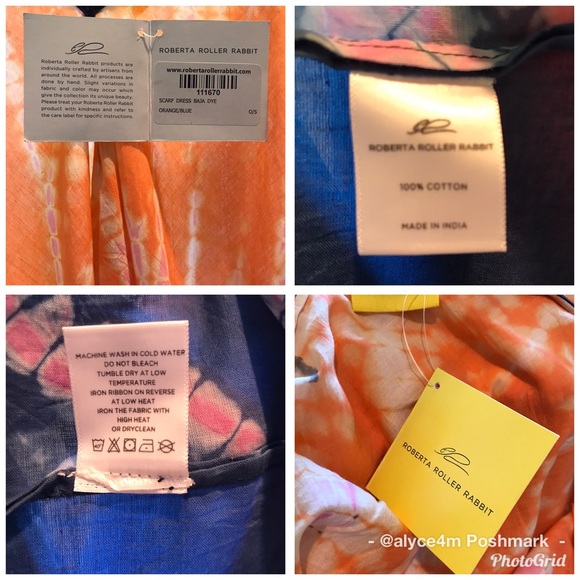 Roberta Roller Rabbit products are
individually crafted by artisans from
around the world. All processes are
done by hand. Slight variations in
fabric and color may occur which
give the collection its unique beauty.
Please treat your Roberta Roller Rabbit
product with kindness and refer to
the care label for specific instructions.
ROBERTA ROLLER RABBIT
www.robertarollerrabbit.com
111670
SCARF DRESS BAJA DYE
ORANGE/BLUE O/S
ROBERTA ROLLER RABBIT
100% COTTON
MADE IN INDIA
MACHINE WASH IN COLD WATER
DO NOT BLEACH
TUMBLE DRY AT LOW
TEMPERATURE
IRON RIBBON ON REVERSE
AT LOW HEAT
IRON THE FABRIC WITH
HIGH HEAT
OR DRYCLEAN
ROBERTA ROLLER RABBIT
- @alyce4m Poshmark -
PhotoGrid